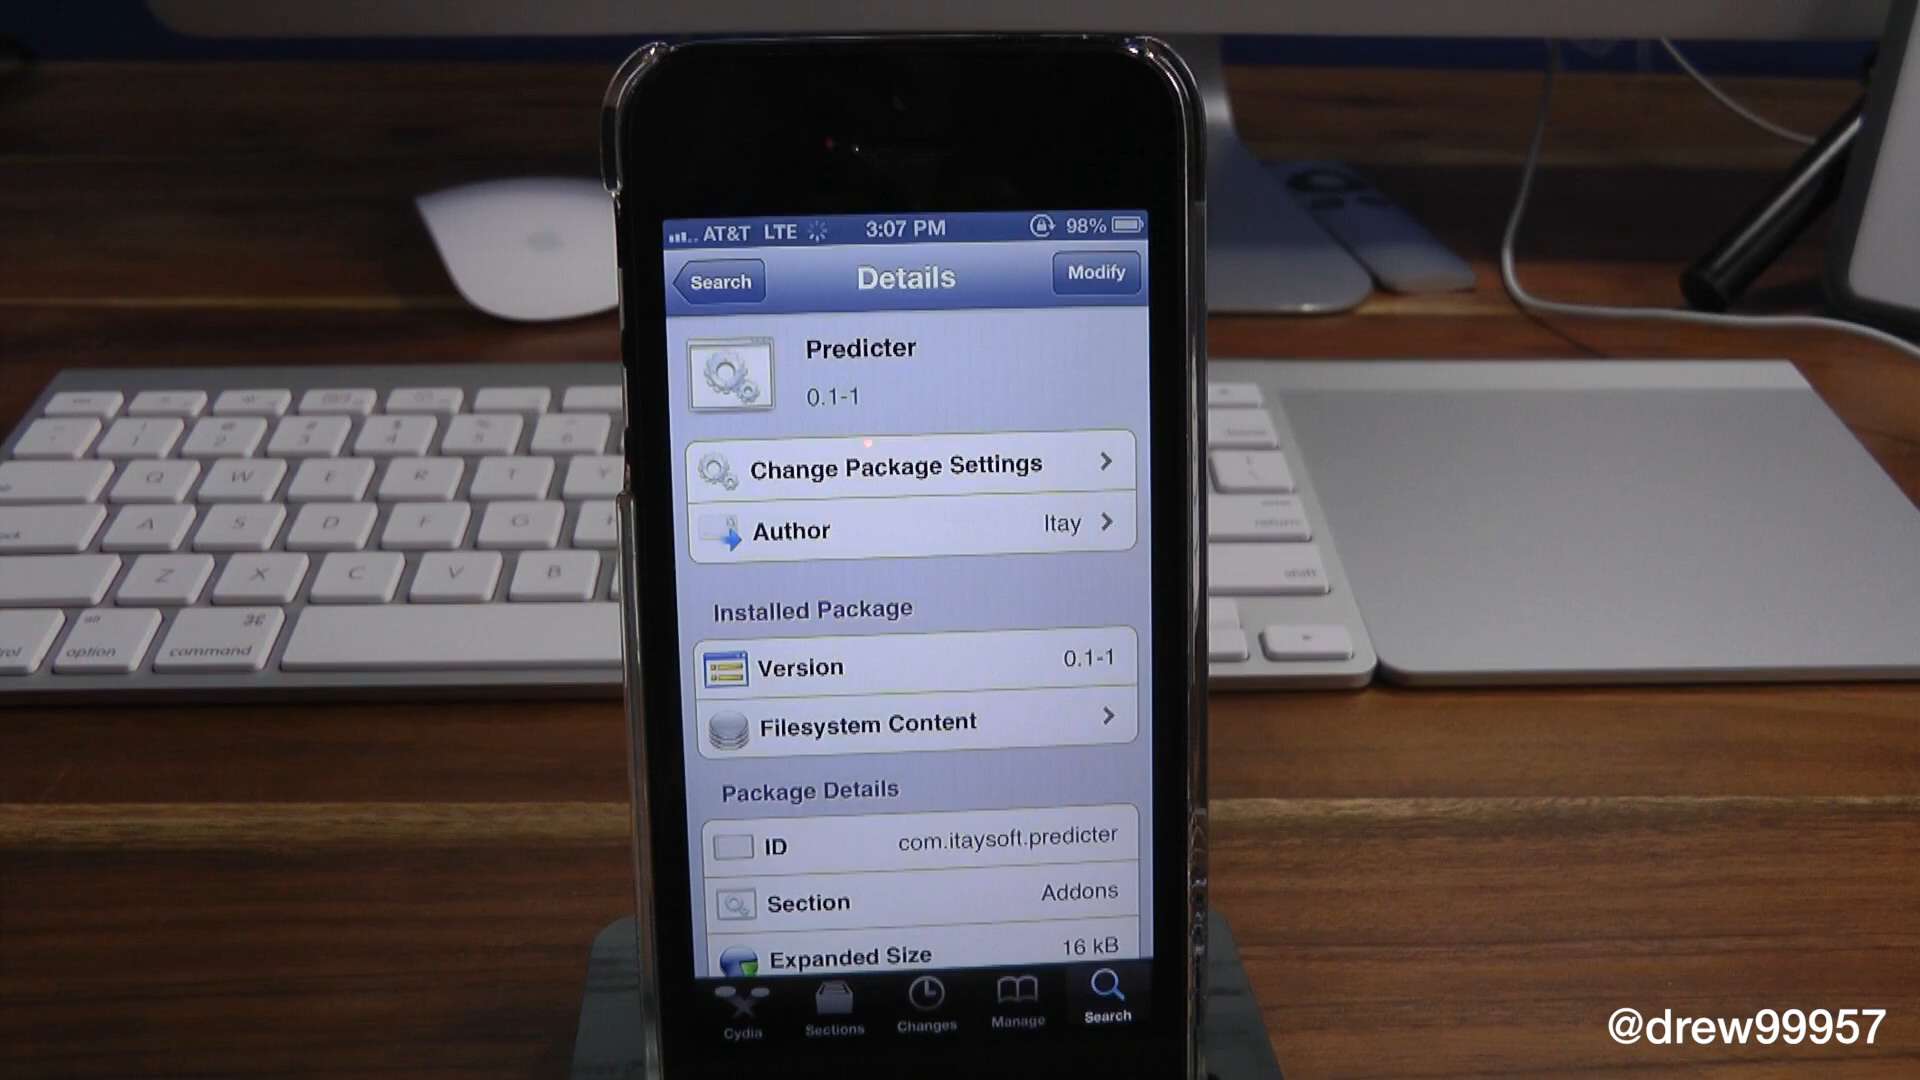 AT&T LTE 3:07 PM 98%
Search Details Modify
Predicter
0.1-1
Change Package Settings
Author Itay
Installed Package
Version 0.1-1
Filesystem Content
Package Details
ID com.itaysoft.predicter
Section Addons
Expanded Size 16 kB
Cydia Sections Changes Manage Search
Q W E R T Y
A S D F G H
Z X C V B
shift
alt
option
⌘
command
@drew99957